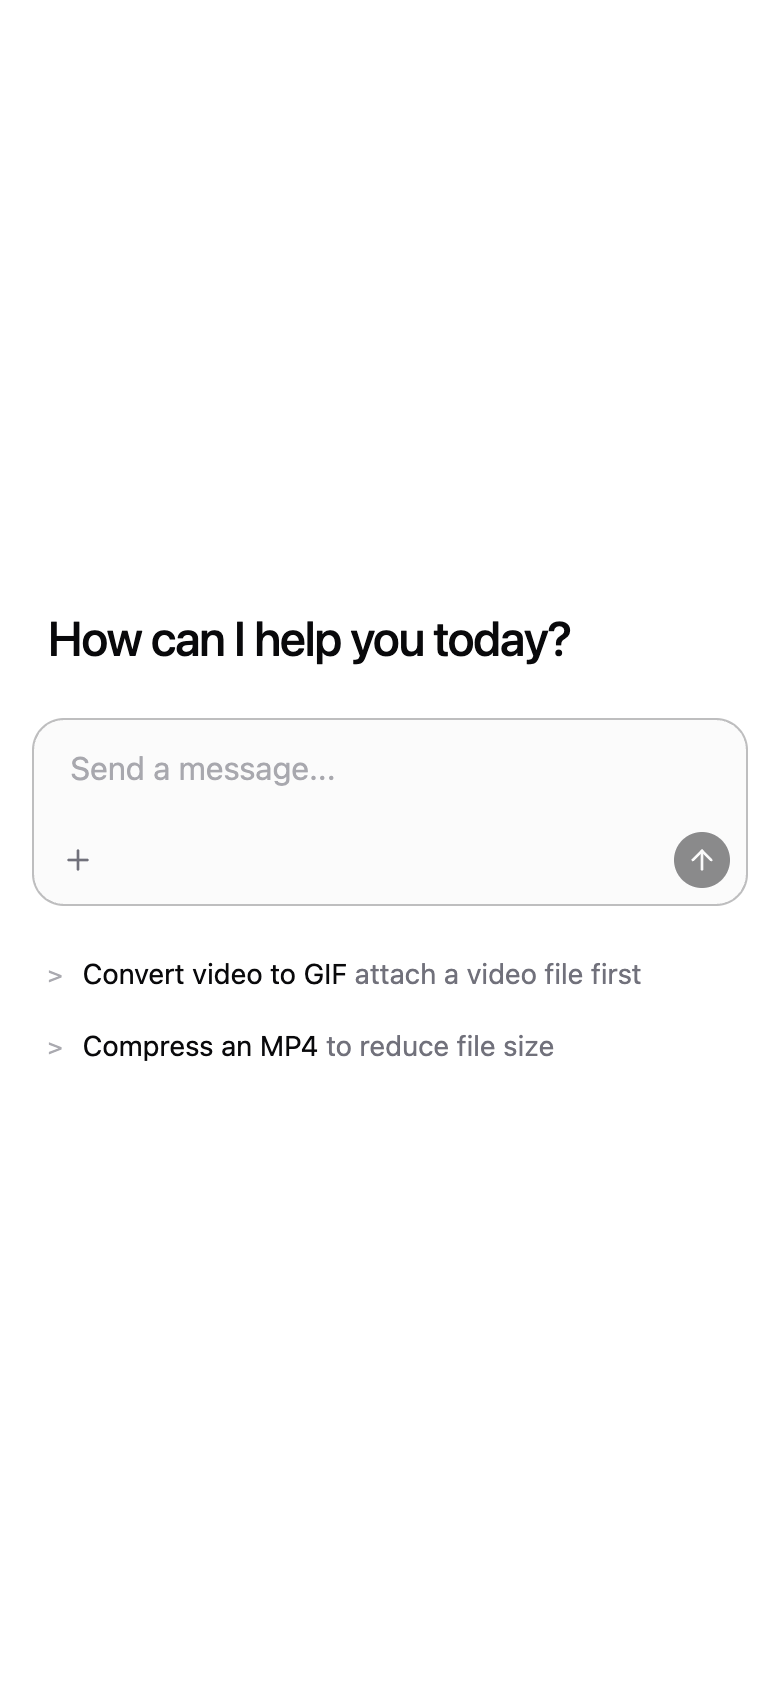 How can I help you today?
Send a message...
> Convert video to GIF attach a video file first
> Compress an MP4 to reduce file size